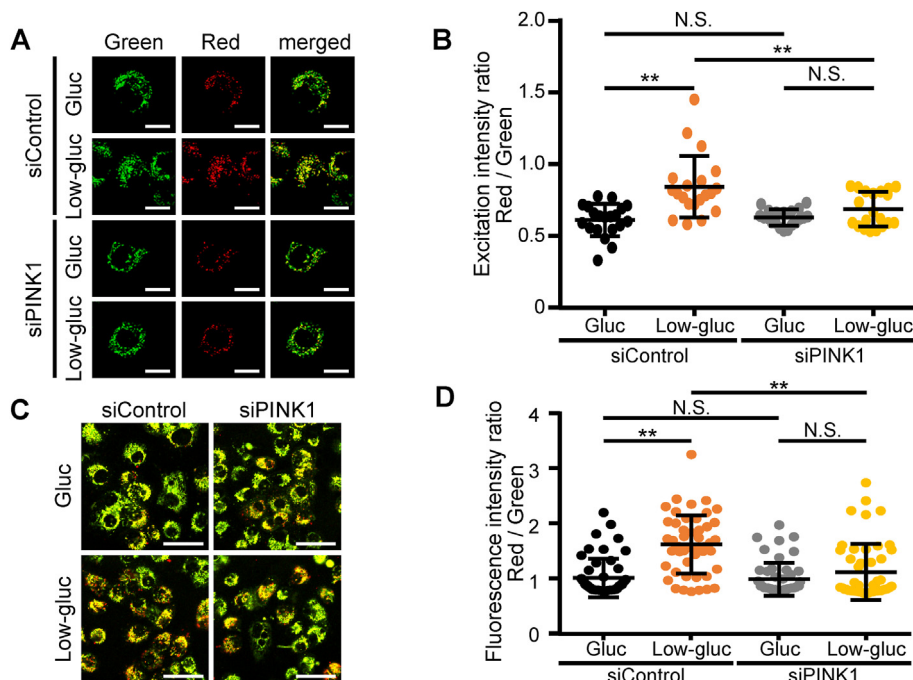 A
Green Red merged
siControl
Gluc
Low-gluc
siPINK1
Gluc
Low-gluc
B
Excitation intensity ratio
Red / Green
2.0
1.5
1.0
0.5
0
N.S.
**
**
N.S.
Gluc Low-gluc Gluc Low-gluc
siControl siPINK1
C
siControl siPINK1
Gluc
Low-gluc
D
Fluorescence intensity ratio
Red / Green
4
3
2
1
0
**
N.S.
**
N.S.
Gluc Low-gluc Gluc Low-gluc
siControl siPINK1